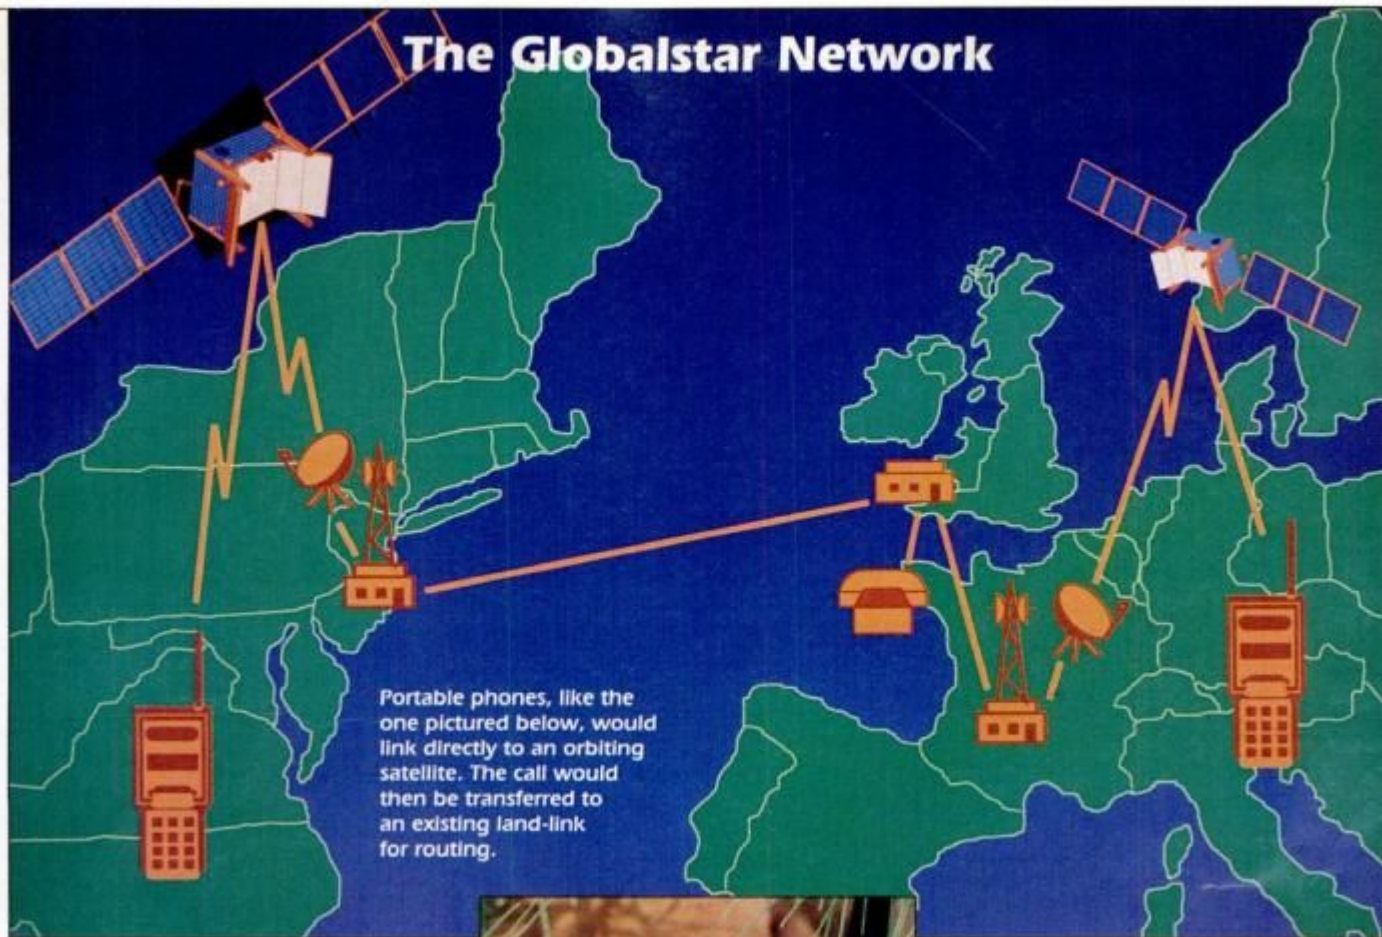 The Globalstar Network
Portable phones, like the
one pictured below, would
link directly to an orbiting
satellite. The call would
then be transferred to
an existing land-link
for routing.